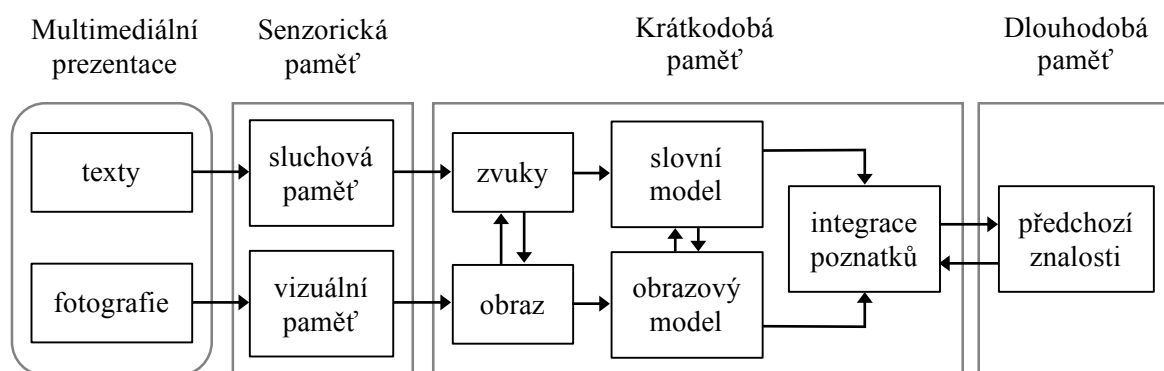 Multimediální
prezentace
Senzorická
paměť
Krátkodobá
paměť
Dlouhodobá
paměť
texty
sluchová
paměť
zvuky
slovní
model
integrace
poznatků
předchozí
znalosti
fotografie
vizuální
paměť
obraz
obrazový
model